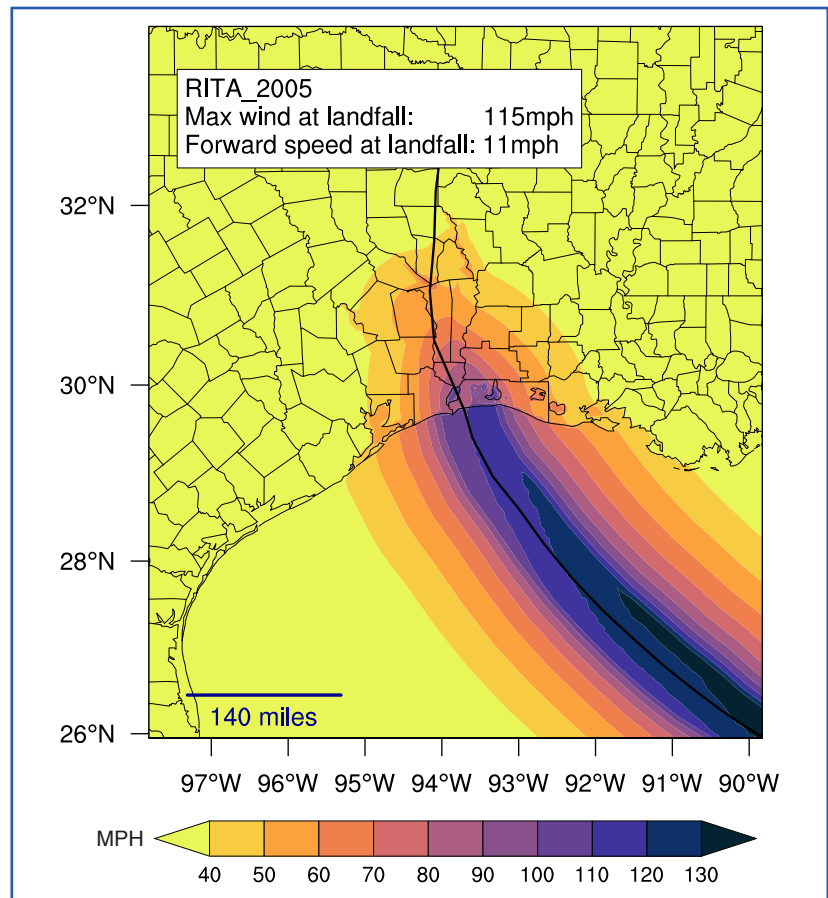 RITA_2005
Max wind at landfall: 115mph
Forward speed at landfall: 11mph
32°N
30°N
28°N
26°N
140 miles
97°W 96°W 95°W 94°W 93°W 92°W 91°W 90°W
MPH
40 50 60 70 80 90 100 110 120 130